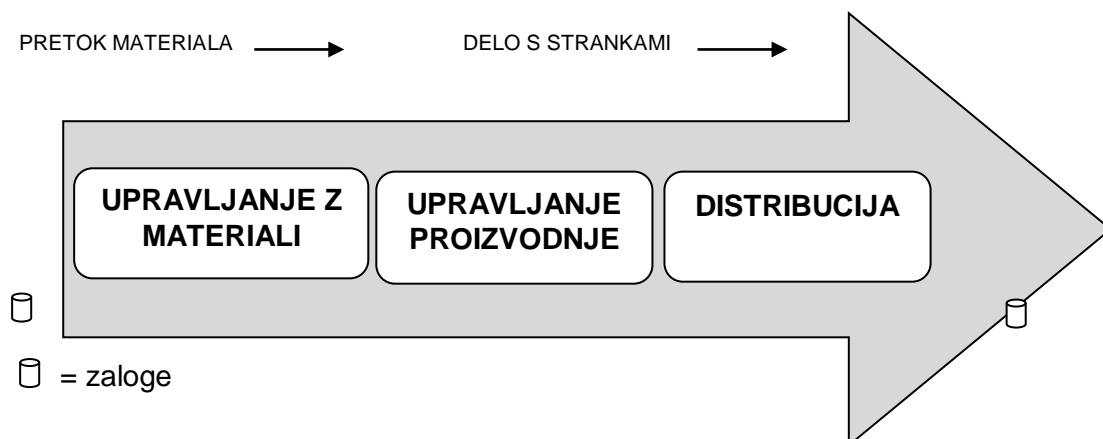 PRETOK MATERIALA
DELO S STRANKAMI
UPRAVLJANJE Z
MATERIALI
UPRAVLJANJE
PROIZVODNJE
DISTRIBUCIJA
= zaloge